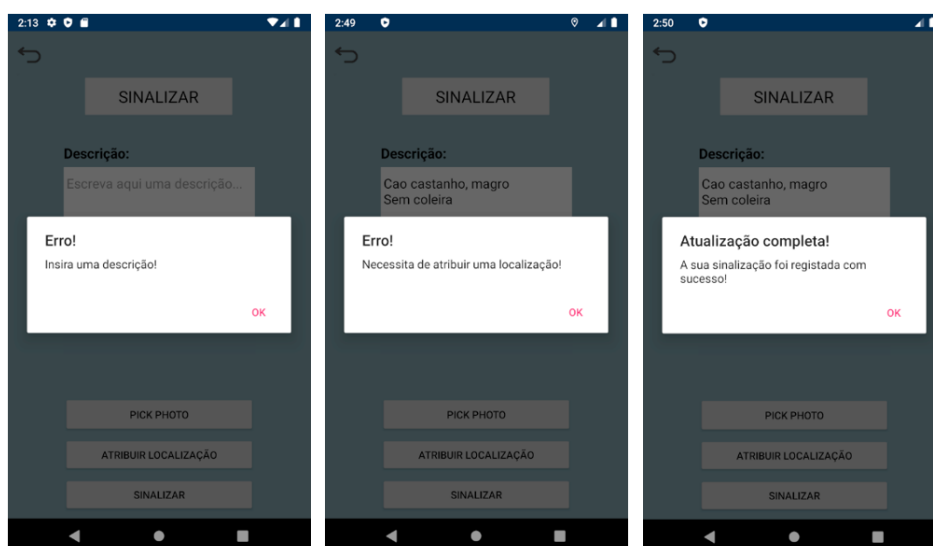 2:13
SINALIZAR
Descrição:
Escreva aqui uma descrição...
Erro!
Insira uma descrição!
OK
PICK PHOTO
ATRIBUIR LOCALIZAÇÃO
SINALIZAR
2:49
SINALIZAR
Descrição:
Cao castanho, magro
Sem coleira
Erro!
Necessita de atribuir uma localização!
OK
PICK PHOTO
ATRIBUIR LOCALIZAÇÃO
SINALIZAR
2:50
SINALIZAR
Descrição:
Cao castanho, magro
Sem coleira
Atualização completa!
A sua sinalização foi registada com
sucesso!
OK
PICK PHOTO
ATRIBUIR LOCALIZAÇÃO
SINALIZAR